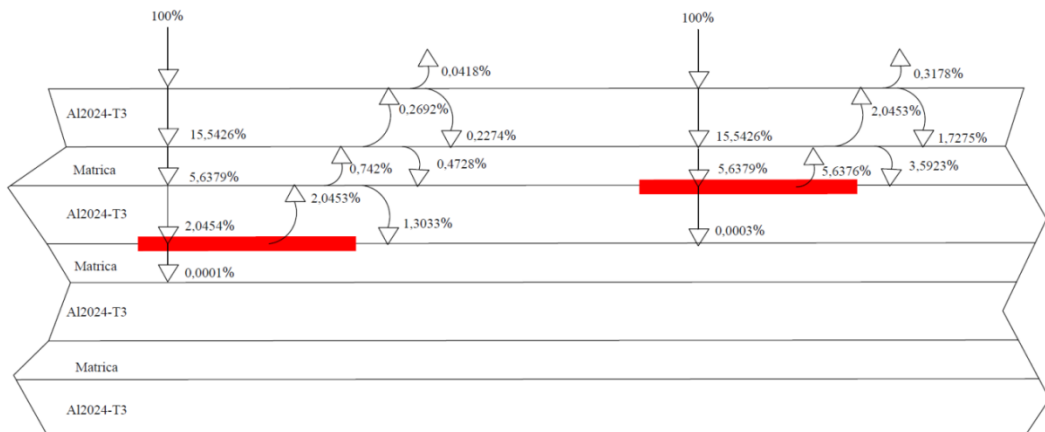 100% 100%
0,0418% 0,3178%
Al2024-T3 0,2692% 2,0453%
15,5426% 0,2274% 15,5426% 1,7275%
Matrica 0,742% 0,4728% 5,6376% 3,5923%
5,6379% 5,6379%
Al2024-T3 2,0453%
2,0454% 1,3033% 0,0003%
Matrica 0,0001%
Al2024-T3
Matrica
Al2024-T3